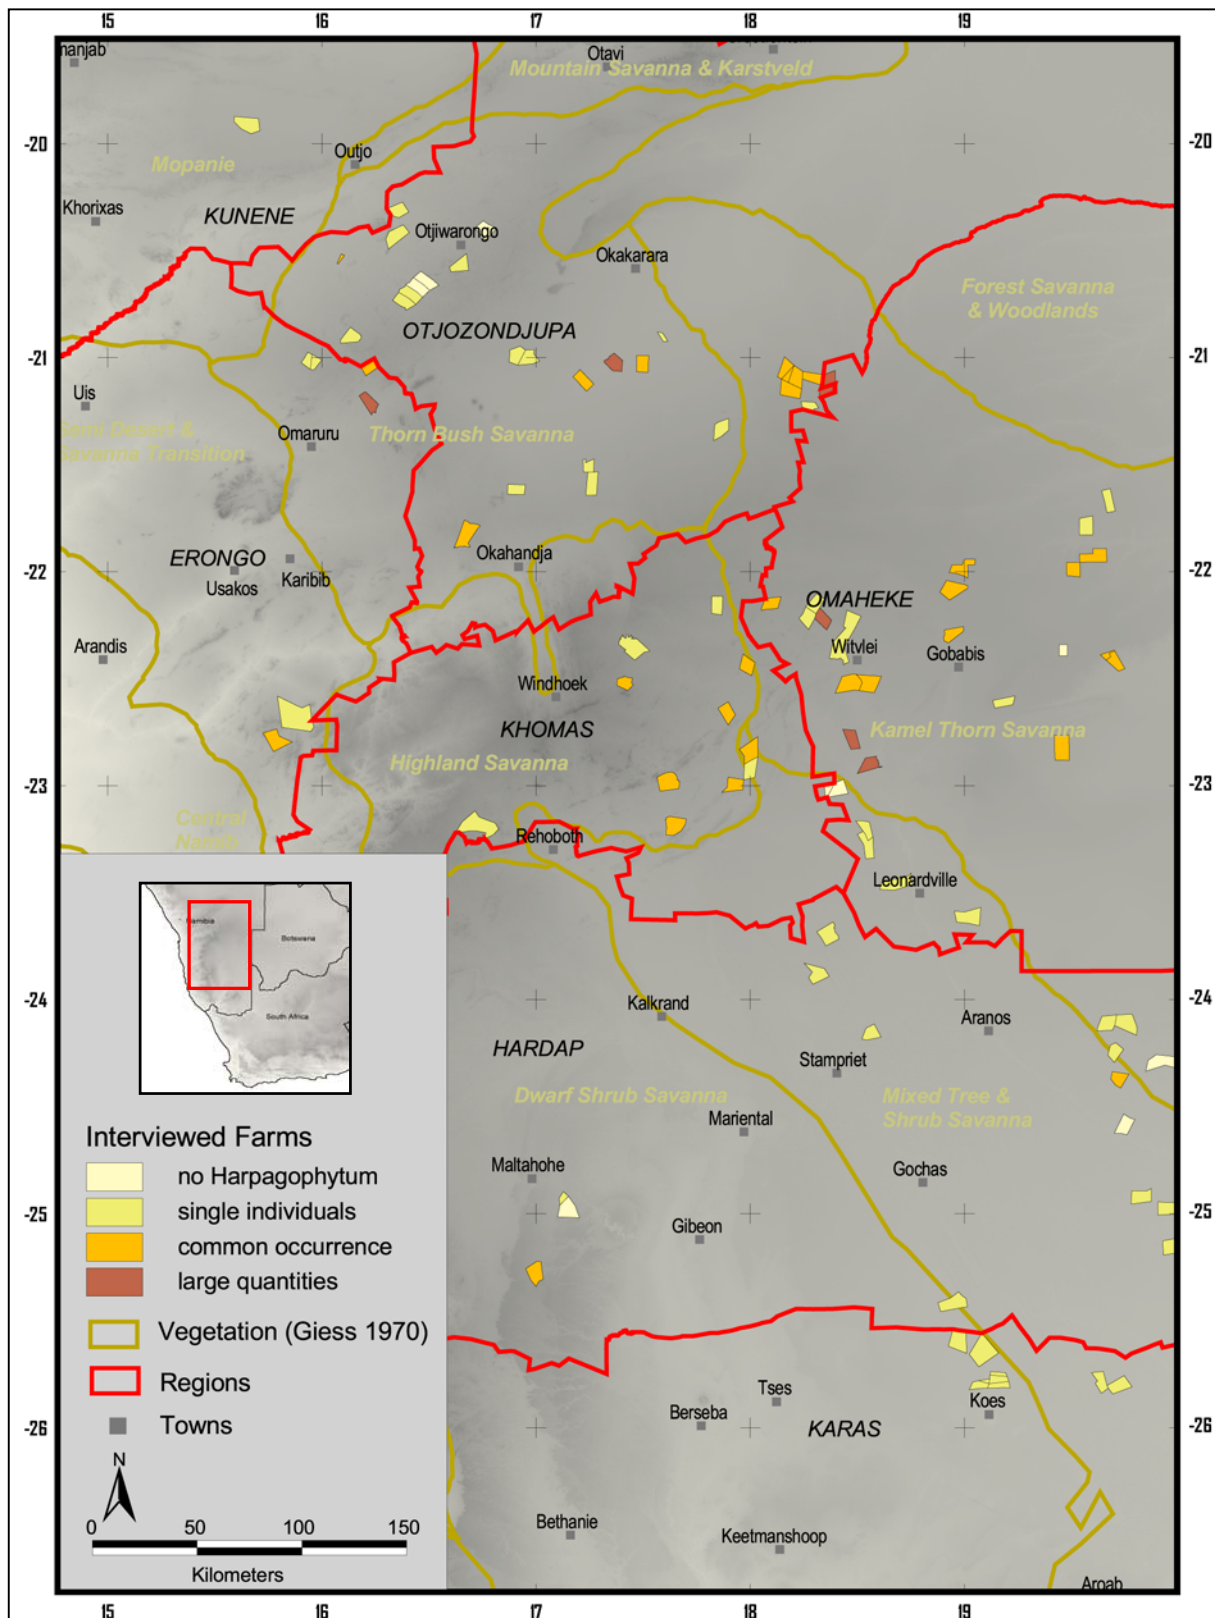 15 16 17 18 19
manjab
Otavi
Mountain Savanna & Karstveld
-20 -20
Outjo
Mopanie
Khorixas
KUNENE
Otjiwarongo
Okakarara
Forest Savanna
& Woodlands
OTJOZONDJUPA
-21 -21
Uis
Semi Desert &
Savanna Transition
Omaruru
Thorn Bush Savanna
ERONGO
Okahandja
-22 -22
Usakos
Karibib
OMAHEKE
Arandis
Witvlei
Gobabis
Windhoek
KHOMAS
Kamel Thorn Savanna
Highland Savanna
-23 -23
Central
Namib
Rehoboth
Leonardville
Namibia
Botswana
South Africa
-24 -24
Kalkrand
Aranos
HARDAP
Stampriet
Dwarf Shrub Savanna
Mixed Tree &
Shrub Savanna
Mariental
Maltahohe
Gochas
-25 -25
Gibeon
Interviewed Farms
no Harpagophytum
single individuals
common occurrence
large quantities
Vegetation (Giess 1970)
Regions
Towns
Tses
Koes
Berseba
KARAS
-26 -26
N
0 50 100 150
Kilometers
Bethanie
Keetmanshoop
Aroab
15 16 17 18 19